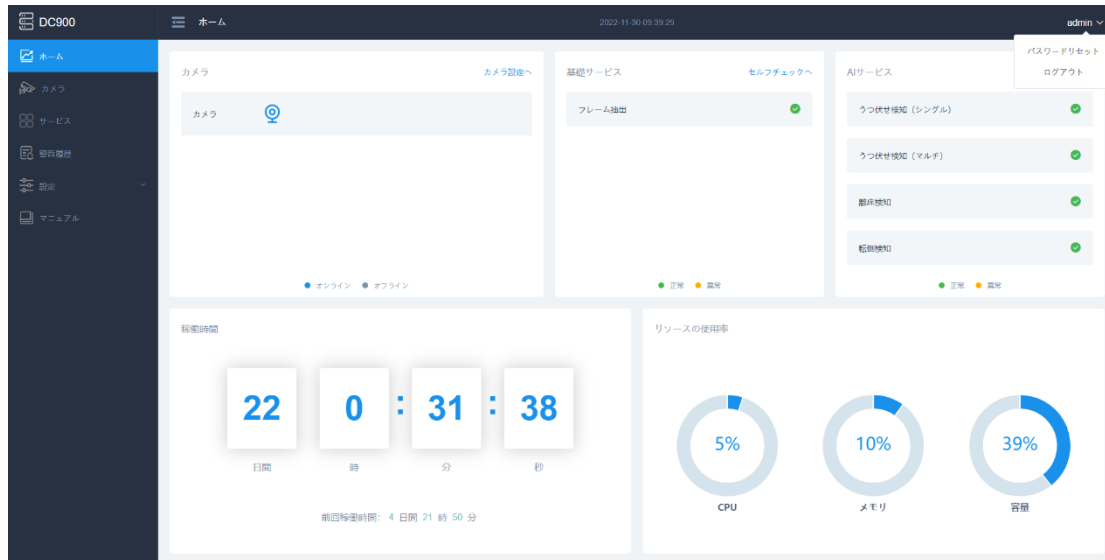 DC900
ホーム
2022-11-30 09:39:29
admin
パスワードリセット
ログアウト
ホーム
カメラ
サービス
警告履歴
設定
マニュアル
カメラ
カメラ設定へ
カメラ
オンライン
オフライン
基礎サービス
セルフチェックへ
フレーム抽出
正常
異常
AIサービス
うつ伏せ検知 (シングル)
うつ伏せ検知 (マルチ)
離床検知
転倒検知
正常
異常
稼働時間
22 0 : 31 : 38
日間 時 分 秒
前回稼働時間: 4 日間 21 時 50 分
リソースの使用率
5% 10% 39%
CPU メモリ 容量